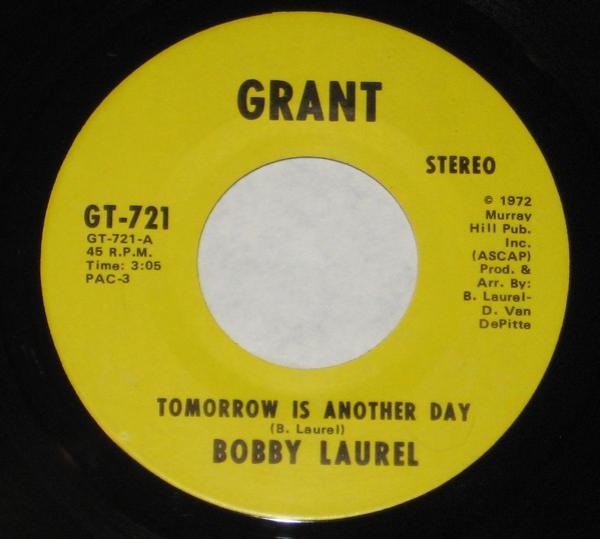 GRANT
STEREO
GT-721
GT-721-A
45 R.P.M.
Time: 3:05
PAC-3
© 1972
Murray
Hill Pub.
Inc.
(ASCAP)
Prod. &
Arr. By:
B. Laurel-
D. Van
DePitte
TOMORROW IS ANOTHER DAY
(B. Laurel)
BOBBY LAUREL